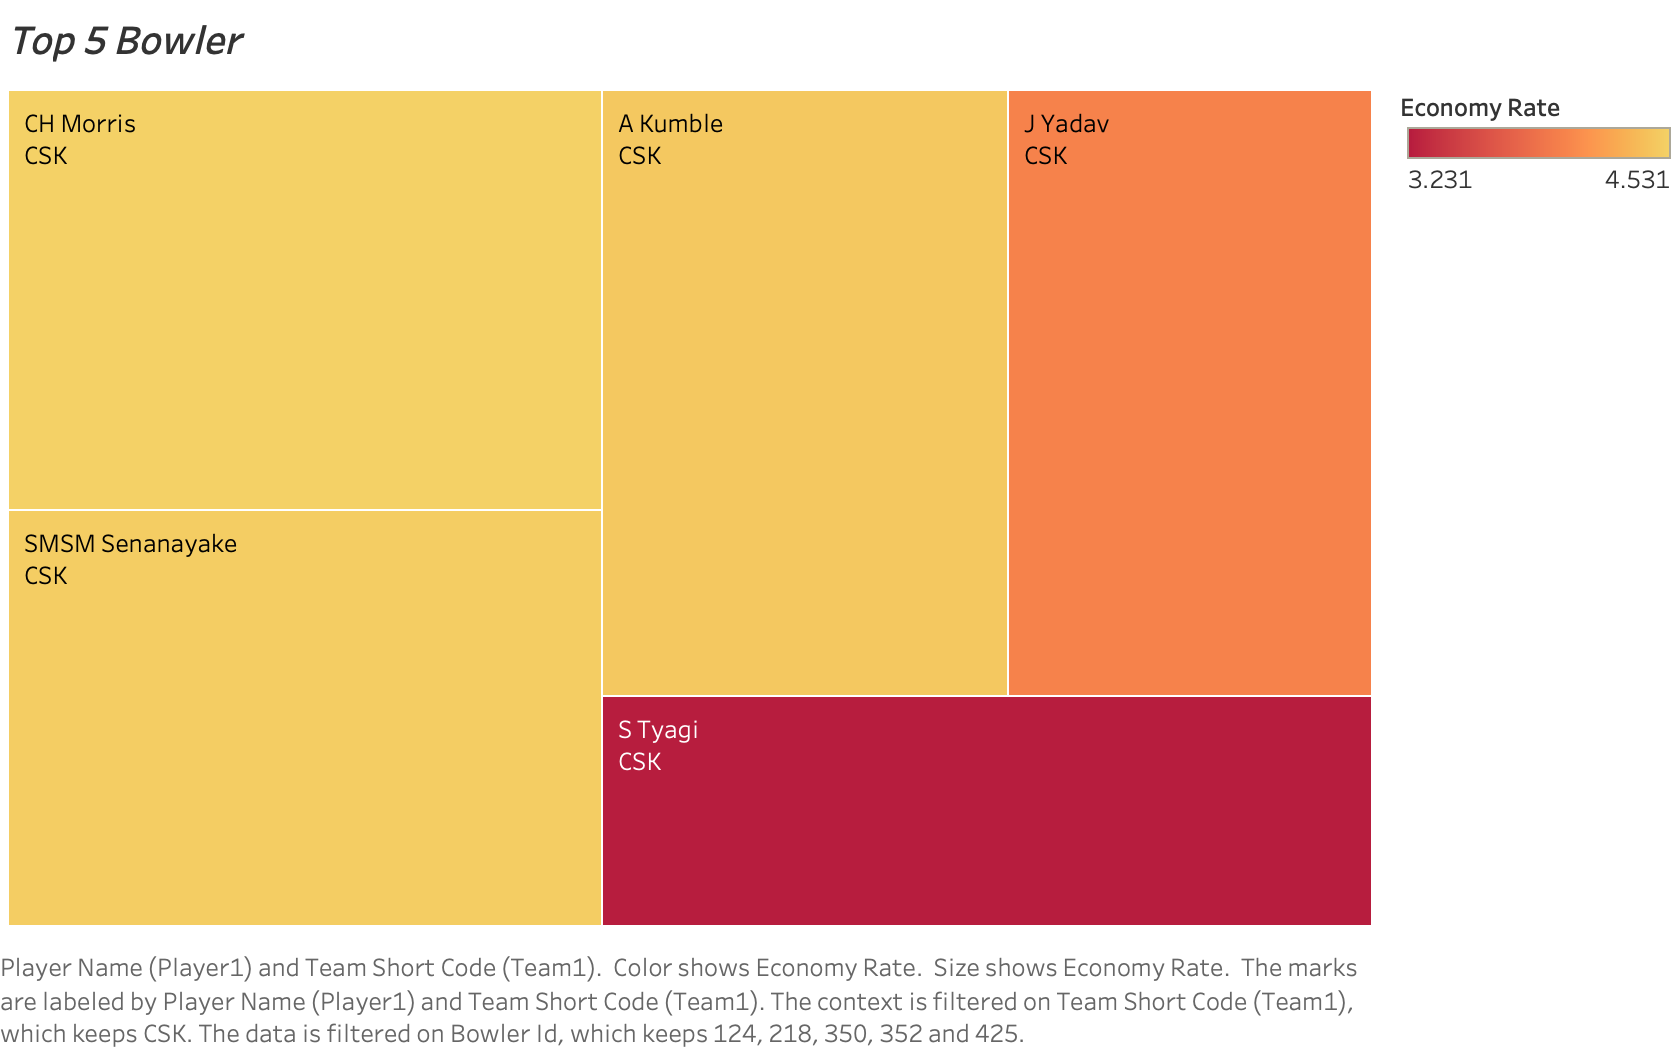 Top 5 Bowler
CH Morris
CSK
A Kumble
CSK
J Yadav
CSK
Economy Rate
3.231 4.531
SMSM Senanayake
CSK
S Tyagi
CSK
Player Name (Player1) and Team Short Code (Team1).  Color shows Economy Rate.  Size shows Economy Rate.  The marks
are labeled by Player Name (Player1) and Team Short Code (Team1). The context is filtered on Team Short Code (Team1),
which keeps CSK. The data is filtered on Bowler Id, which keeps 124, 218, 350, 352 and 425.